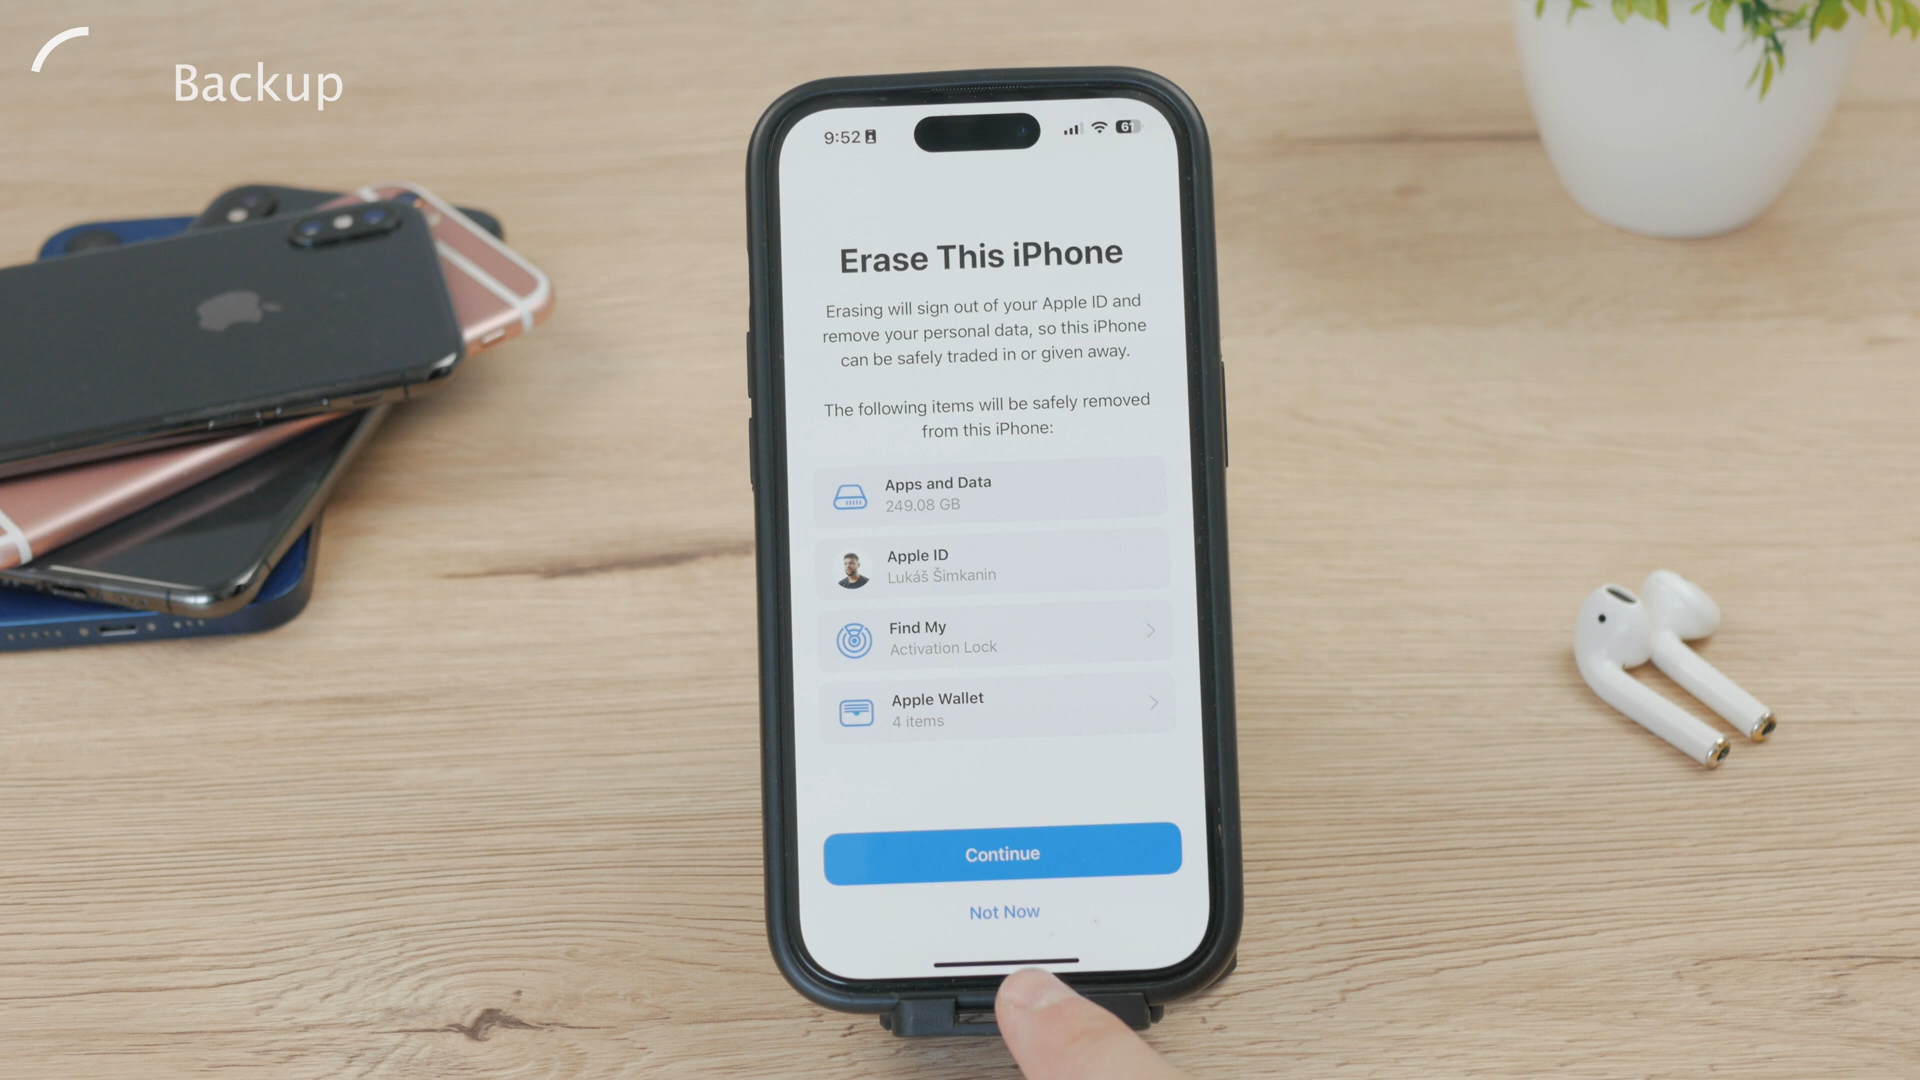 Backup
9:52
61
Erase This iPhone
Erasing will sign out of your Apple ID and
remove your personal data, so this iPhone
can be safely traded in or given away.
The following items will be safely removed
from this iPhone:
Apps and Data
249.08 GB
Apple ID
Lukáš Šimkanin
Find My
Activation Lock
Apple Wallet
4 items
Continue
Not Now